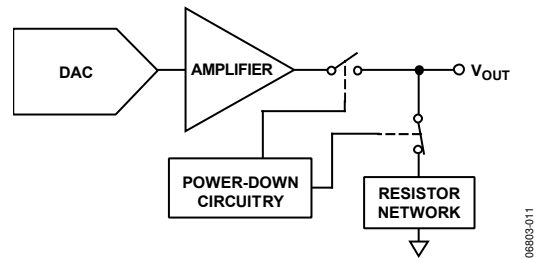 DAC
AMPLIFIER
VOUT
POWER-DOWN
CIRCUITRY
RESISTOR
NETWORK
06803-011